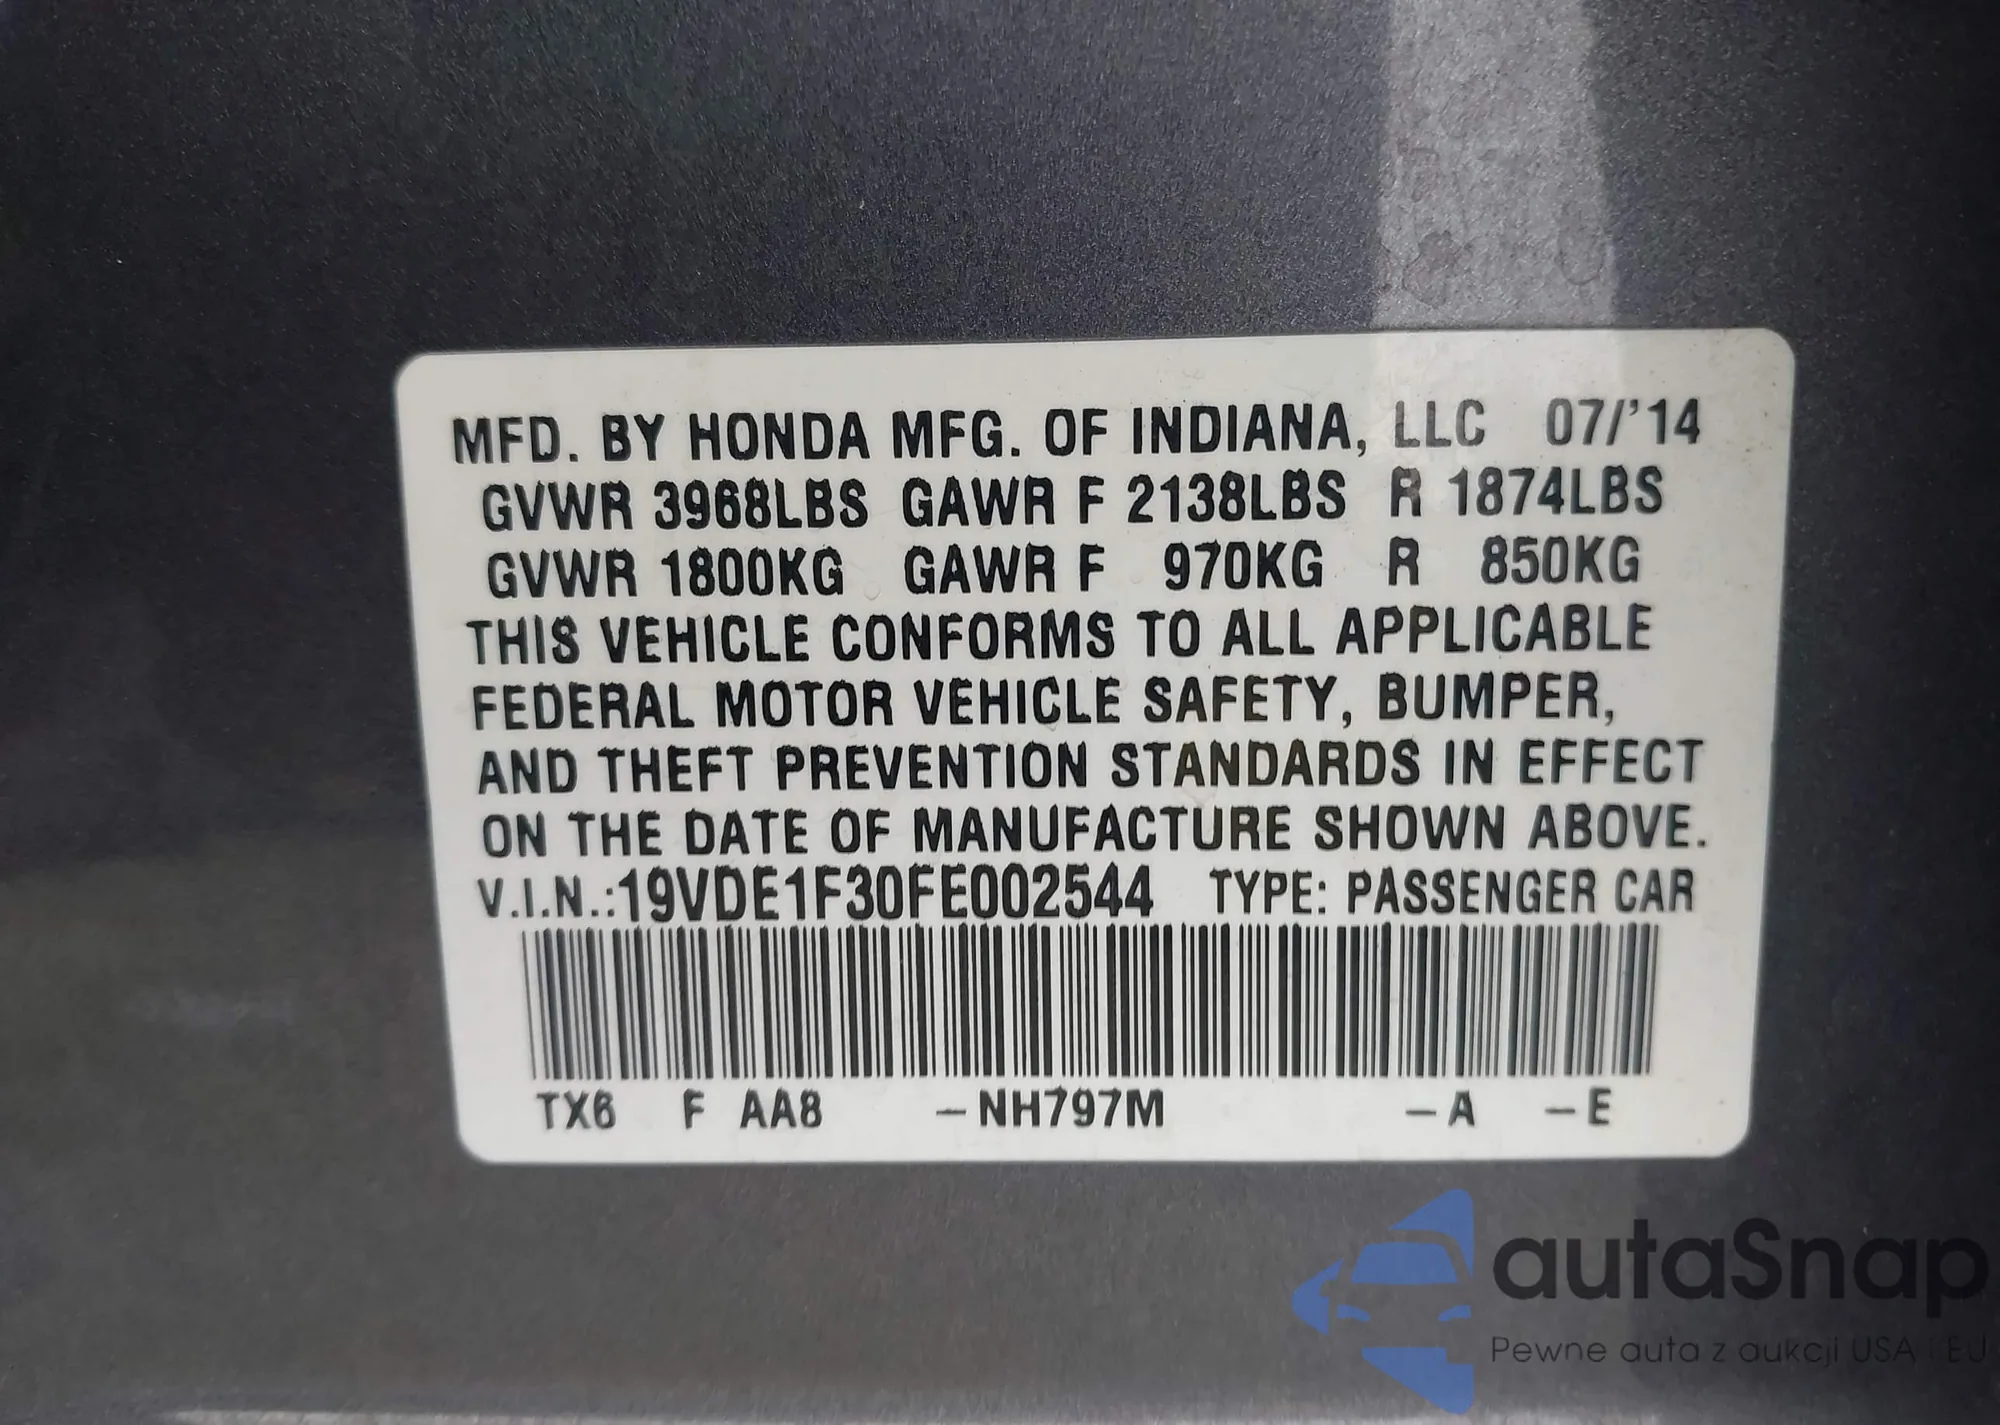 MFD. BY HONDA MFG. OF INDIANA, LLC 07/'14
GVWR 3968LBS GAWR F 2138LBS R 1874LBS
GVWR 1800KG GAWR F 970KG R 850KG
THIS VEHICLE CONFORMS TO ALL APPLICABLE
FEDERAL MOTOR VEHICLE SAFETY, BUMPER,
AND THEFT PREVENTION STANDARDS IN EFFECT
ON THE DATE OF MANUFACTURE SHOWN ABOVE.
V.I.N.:19VDE1F30FE002544 TYPE: PASSENGER CAR
TX6 F AA8 –NH797M –A –E
autaSnap
Pewne auta z aukcji USA i EU